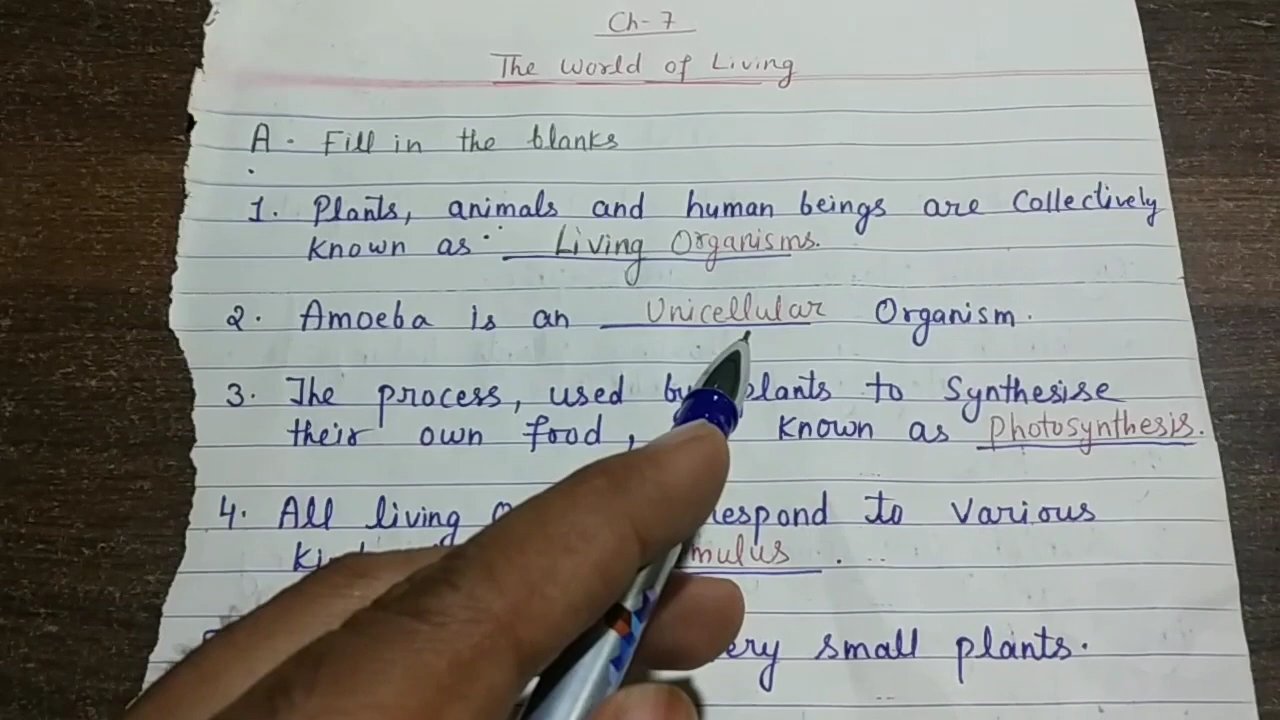 Ch-7
The World of Living
A. Fill in the blanks
1. Plants, animals and human beings are Collectively
known as Living Organisms.
2. Amoeba is an Unicellular Organism.
3. The process, used by plants to Synthesise
their own food, known as photosynthesis.
4. All living respond to various
small plants.